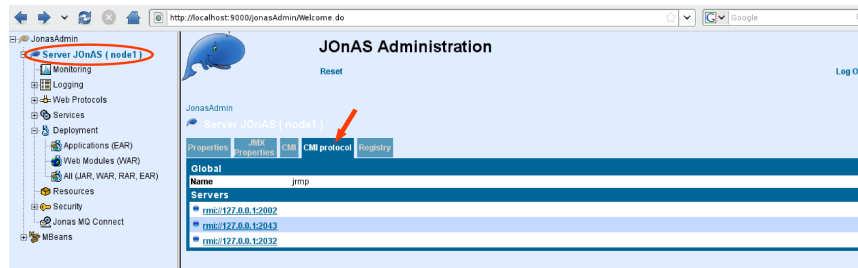 http://localhost:9000/jonasAdmin/Welcome.do
Google
JonasAdmin
Server JOnAS ( node1 )
Monitoring
Logging
Web Protocols
Services
Deployment
Applications (EAR)
Web Modules (WAR)
All (JAR, WAR, RAR, EAR)
Resources
Security
Jonas MQ Connect
MBeans
JOnAS Administration
Reset
Log O
JonasAdmin
Server JOnAS ( node1 )
Properties
JMX Properties
CMI
CMI protocol
Registry
Global
Name jrmp
Servers
rmi://127.0.0.1:2002
rmi://127.0.0.1:2043
rmi://127.0.0.1:2032